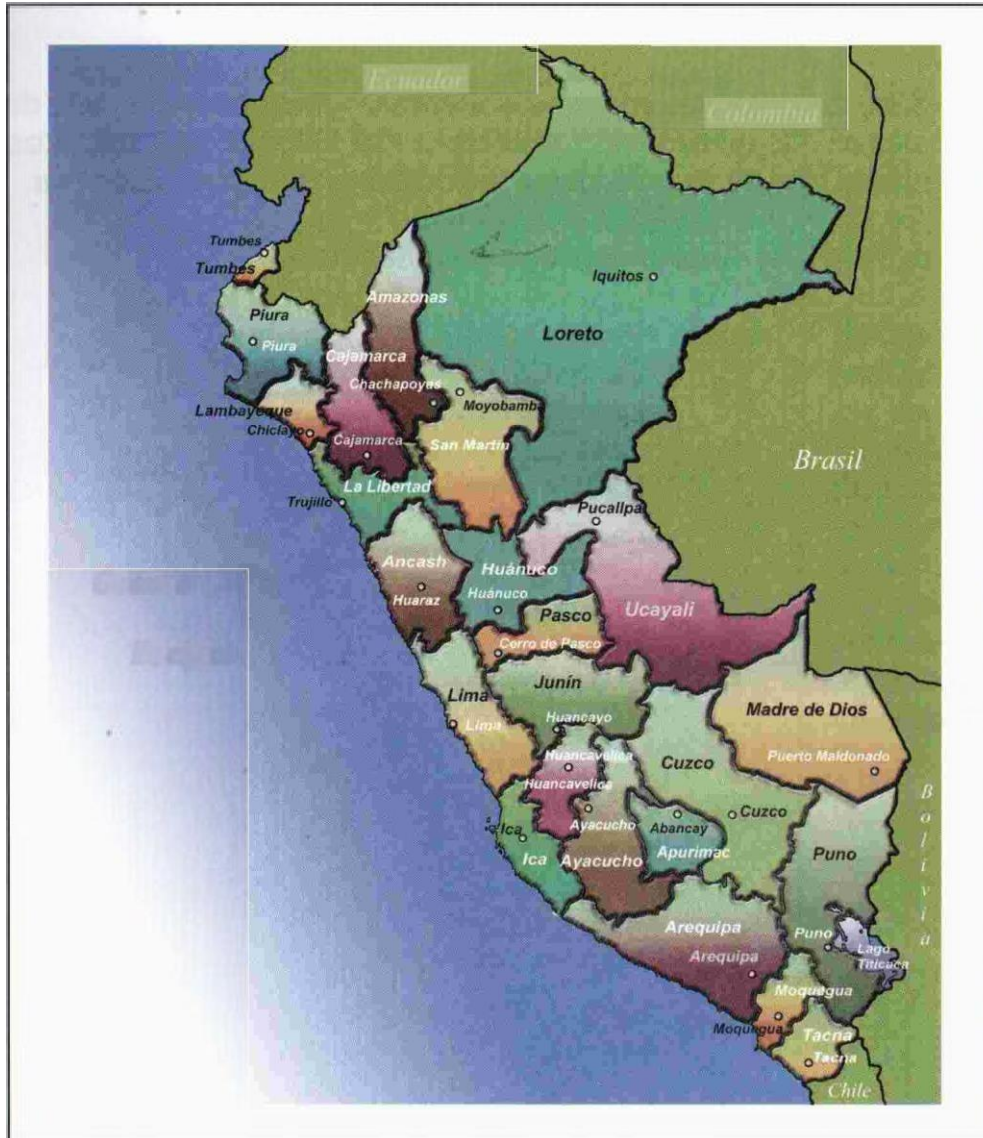 Ecuador
Colombia
Tumbes
Tumbes
Iquitos
Amazonas
Piura
Piura
Loreto
Cajamarca
Chachapoyas
Moyobamba
Lambayeque
Chiclayo
Cajamarca
San Martín
Brasil
La Libertad
Trujillo
Pucallpa
Ancash
Huánuco
Huaraz
Huánuco
Ucayali
Pasco
Cerro de Pasco
Junín
Lima
Lima
Madre de Dios
Huancayo
Huancavelica
Cuzco
Puerto Maldonado
Huancavelica
Bolivia
Ica
Ayacucho
Abancay
Cuzco
Ica
Ayacucho
Apurimac
Puno
Arequipa
Arequipa
Puno
Lago
Titicaca
Moquegua
Moquegua
Tacna
Tacna
Chile